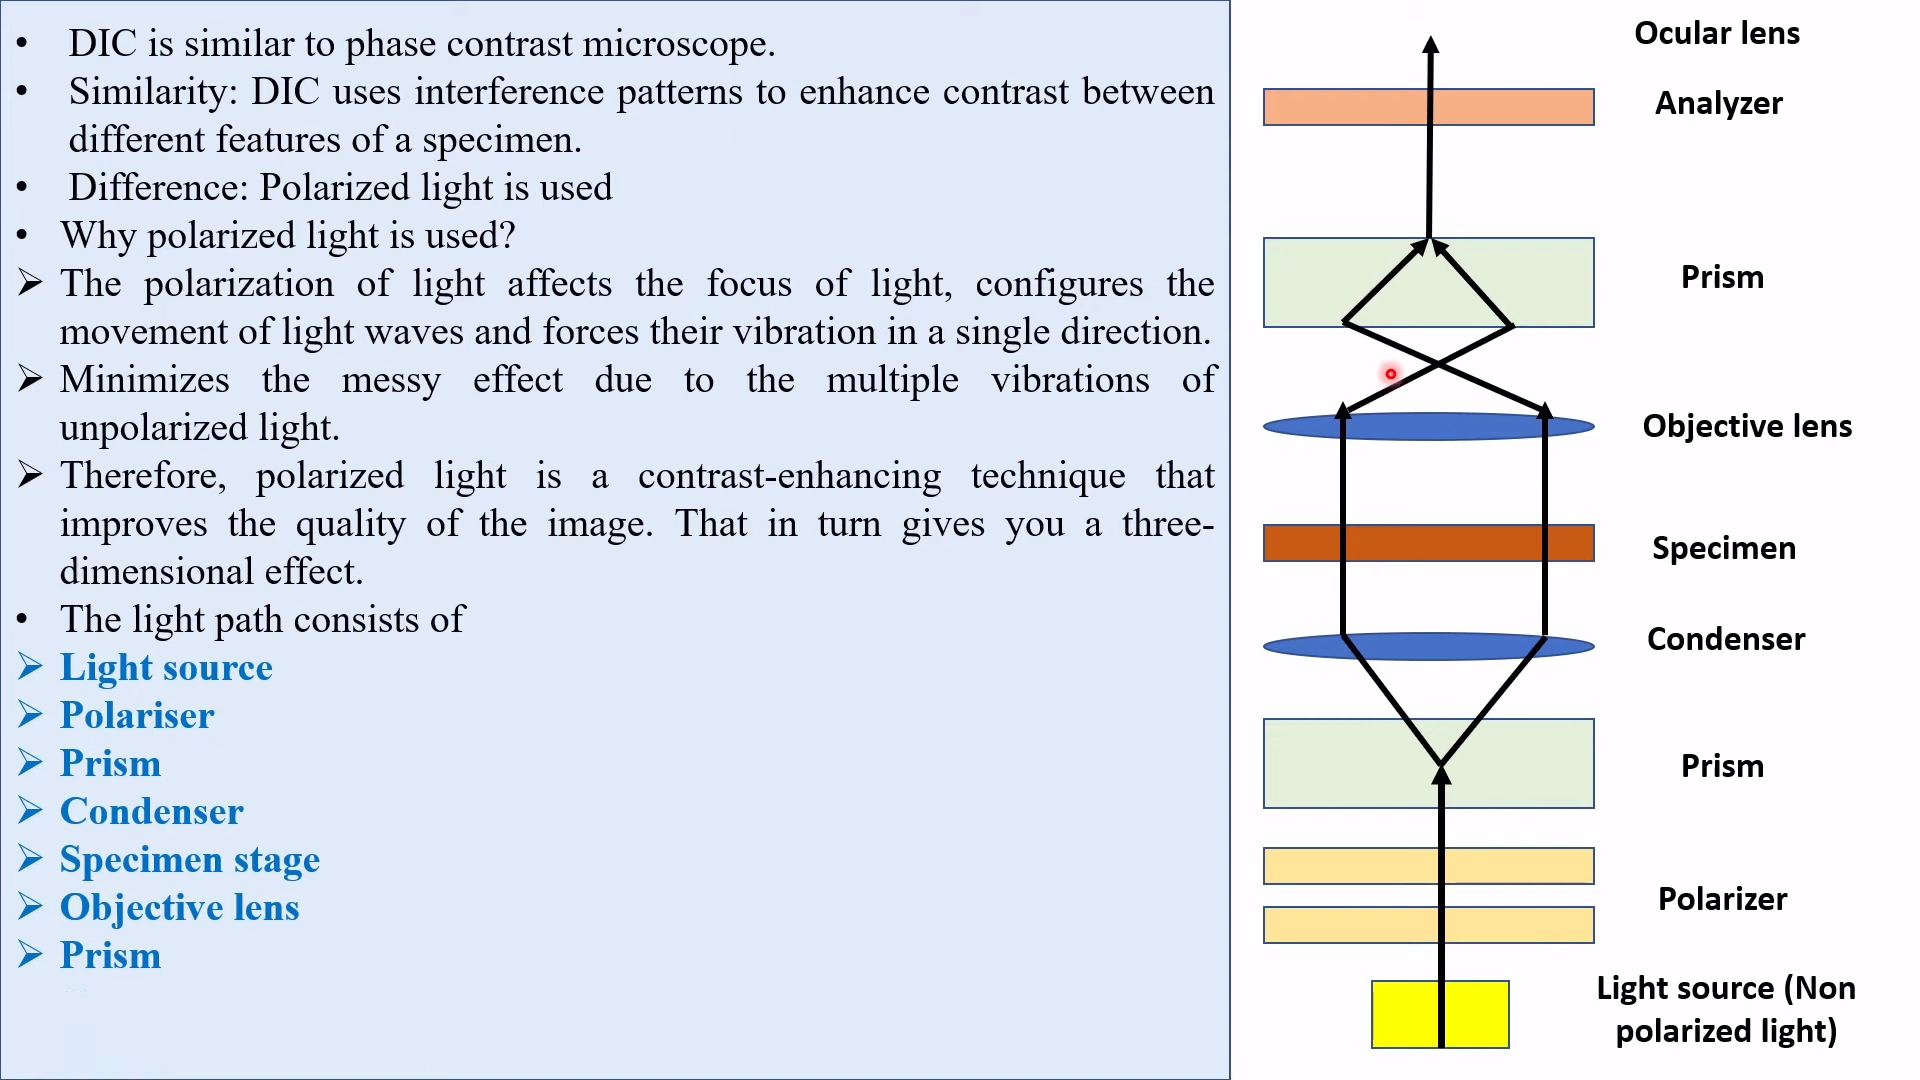 • DIC is similar to phase contrast microscope.
• Similarity: DIC uses interference patterns to enhance contrast between
different features of a specimen.
• Difference: Polarized light is used
• Why polarized light is used?
➢ The polarization of light affects the focus of light, configures the
movement of light waves and forces their vibration in a single direction.
➢ Minimizes the messy effect due to the multiple vibrations of
unpolarized light.
➢ Therefore, polarized light is a contrast-enhancing technique that
improves the quality of the image. That in turn gives you a three-
dimensional effect.
• The light path consists of
➢ Light source
➢ Polariser
➢ Prism
➢ Condenser
➢ Specimen stage
➢ Objective lens
➢ Prism
Ocular lens
Analyzer
Prism
Objective lens
Specimen
Condenser
Prism
Polarizer
Light source (Non
polarized light)